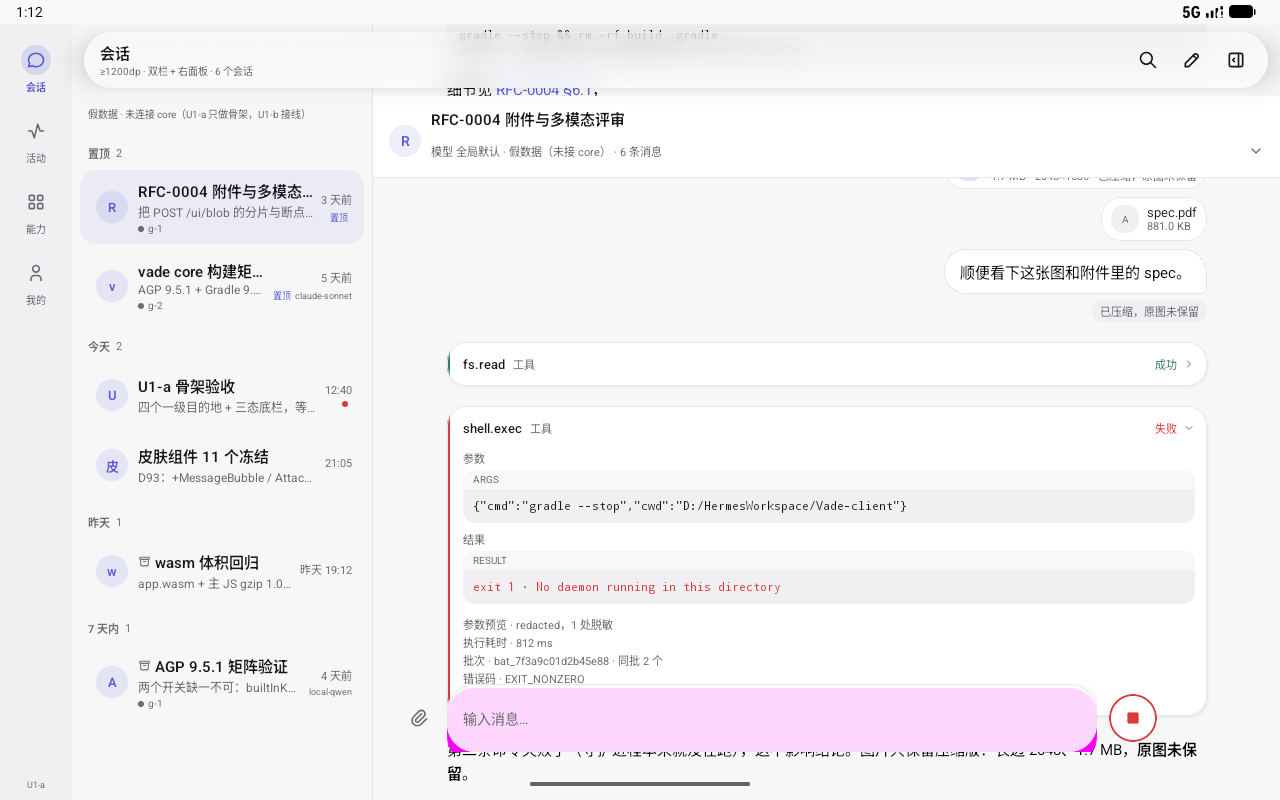 1:12
5G
会话
≥1200dp · 双栏 + 右面板 · 6 个会话
会话
活动
能力
我的
U1-a
假数据 · 未连接 core（U1-a 只做骨架，U1-b 接线）
置顶 2
R
RFC-0004 附件与多模态...
3 天前
把 POST /ui/blob 的分片与断点...
置顶
g-1
v
vade core 构建矩...
5 天前
AGP 9.5.1 + Gradle 9....
置顶 claude-sonnet
g-2
今天 2
U
U1-a 骨架验收
12:40
四个一级目的地 + 三态底栏，等...
皮
皮肤组件 11 个冻结
21:05
D93：+MessageBubble / Attac...
昨天 1
w
wasm 体积回归
昨天 19:12
app.wasm + 主 JS gzip 1.0...
7 天内 1
A
AGP 9.5.1 矩阵验证
4 天前
两个开关缺一不可：builtInK...
local-qwen
g-1
gradle --stop && rm -rf build .gradle
细节见 RFC-0004 §6.1，
R
RFC-0004 附件与多模态评审
模型 全局默认 · 假数据（未接 core） · 6 条消息
A
spec.pdf
881.0 KB
顺便看下这张图和附件里的 spec。
已压缩，原图未保留
fs.read 工具
成功
shell.exec 工具
失败
参数
ARGS
{"cmd":"gradle --stop","cwd":"D:/HermesWorkspace/Vade-client"}
结果
RESULT
exit 1 · No daemon running in this directory
参数预览 · redacted，1 处脱敏
执行耗时 · 812 ms
批次 · bat_7f3a9c01d2b45e88 · 同批 2 个
错误码 · EXIT_NONZERO
输入消息...
MB，原图未保
留。